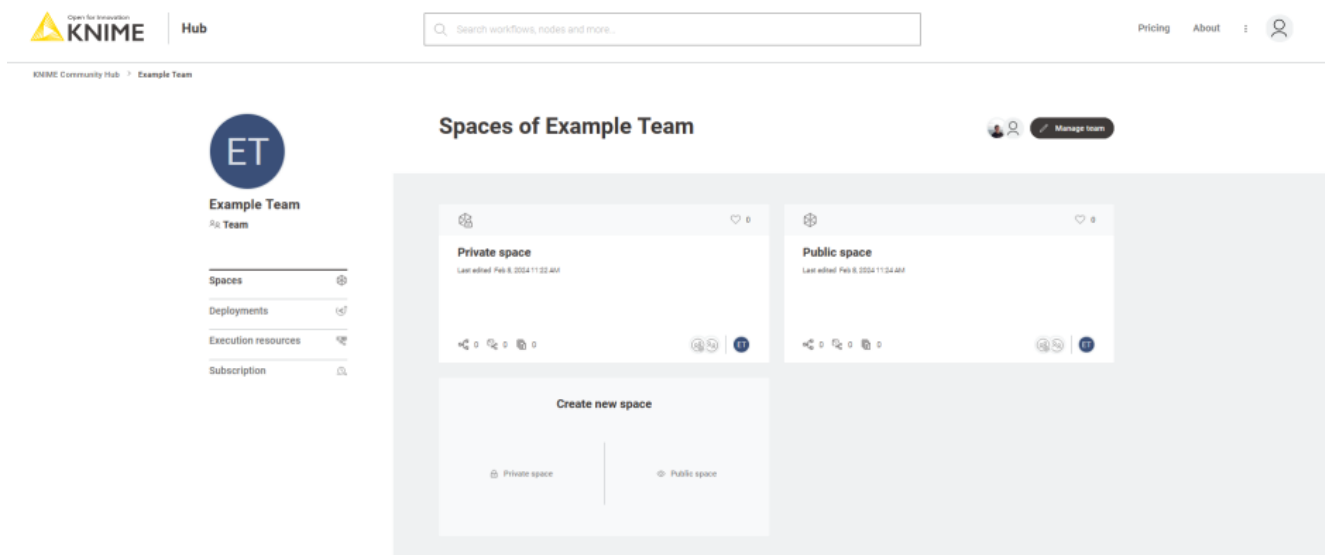 Open for Innovation
KNIME
Hub
Search workflows, nodes and more...
Pricing
About
KNIME Community Hub > Example Team
ET
Example Team
Team
Spaces
Deployments
Execution resources
Subscription
Spaces of Example Team
Manage team
0
Private space
Last edited Feb 8, 2024 11:22 AM
0 0 0
ET
0
Public space
Last edited Feb 8, 2024 11:24 AM
0 0 0
ET
Create new space
Private space
Public space